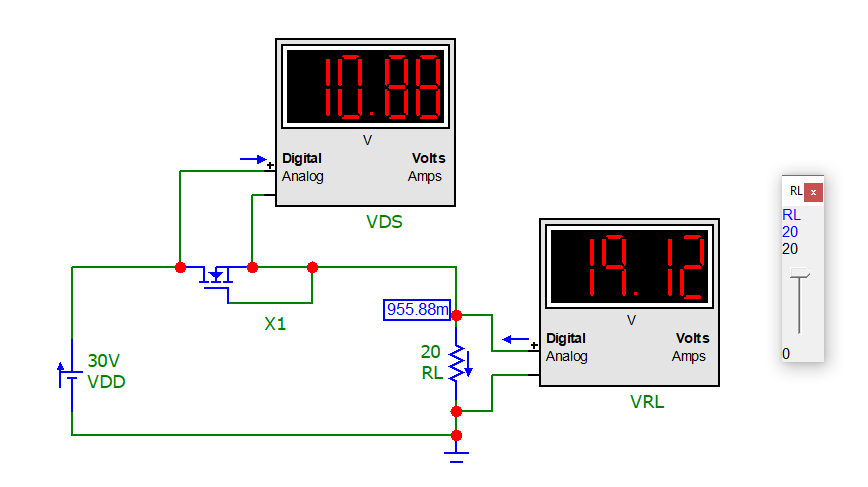 10.88
V
Digital
Volts
Analog
Amps
VDS
X1
30V
VDD
955.88m
20
RL
19.12
V
Digital
Volts
Analog
Amps
VRL
RL x
RL
20
20
0